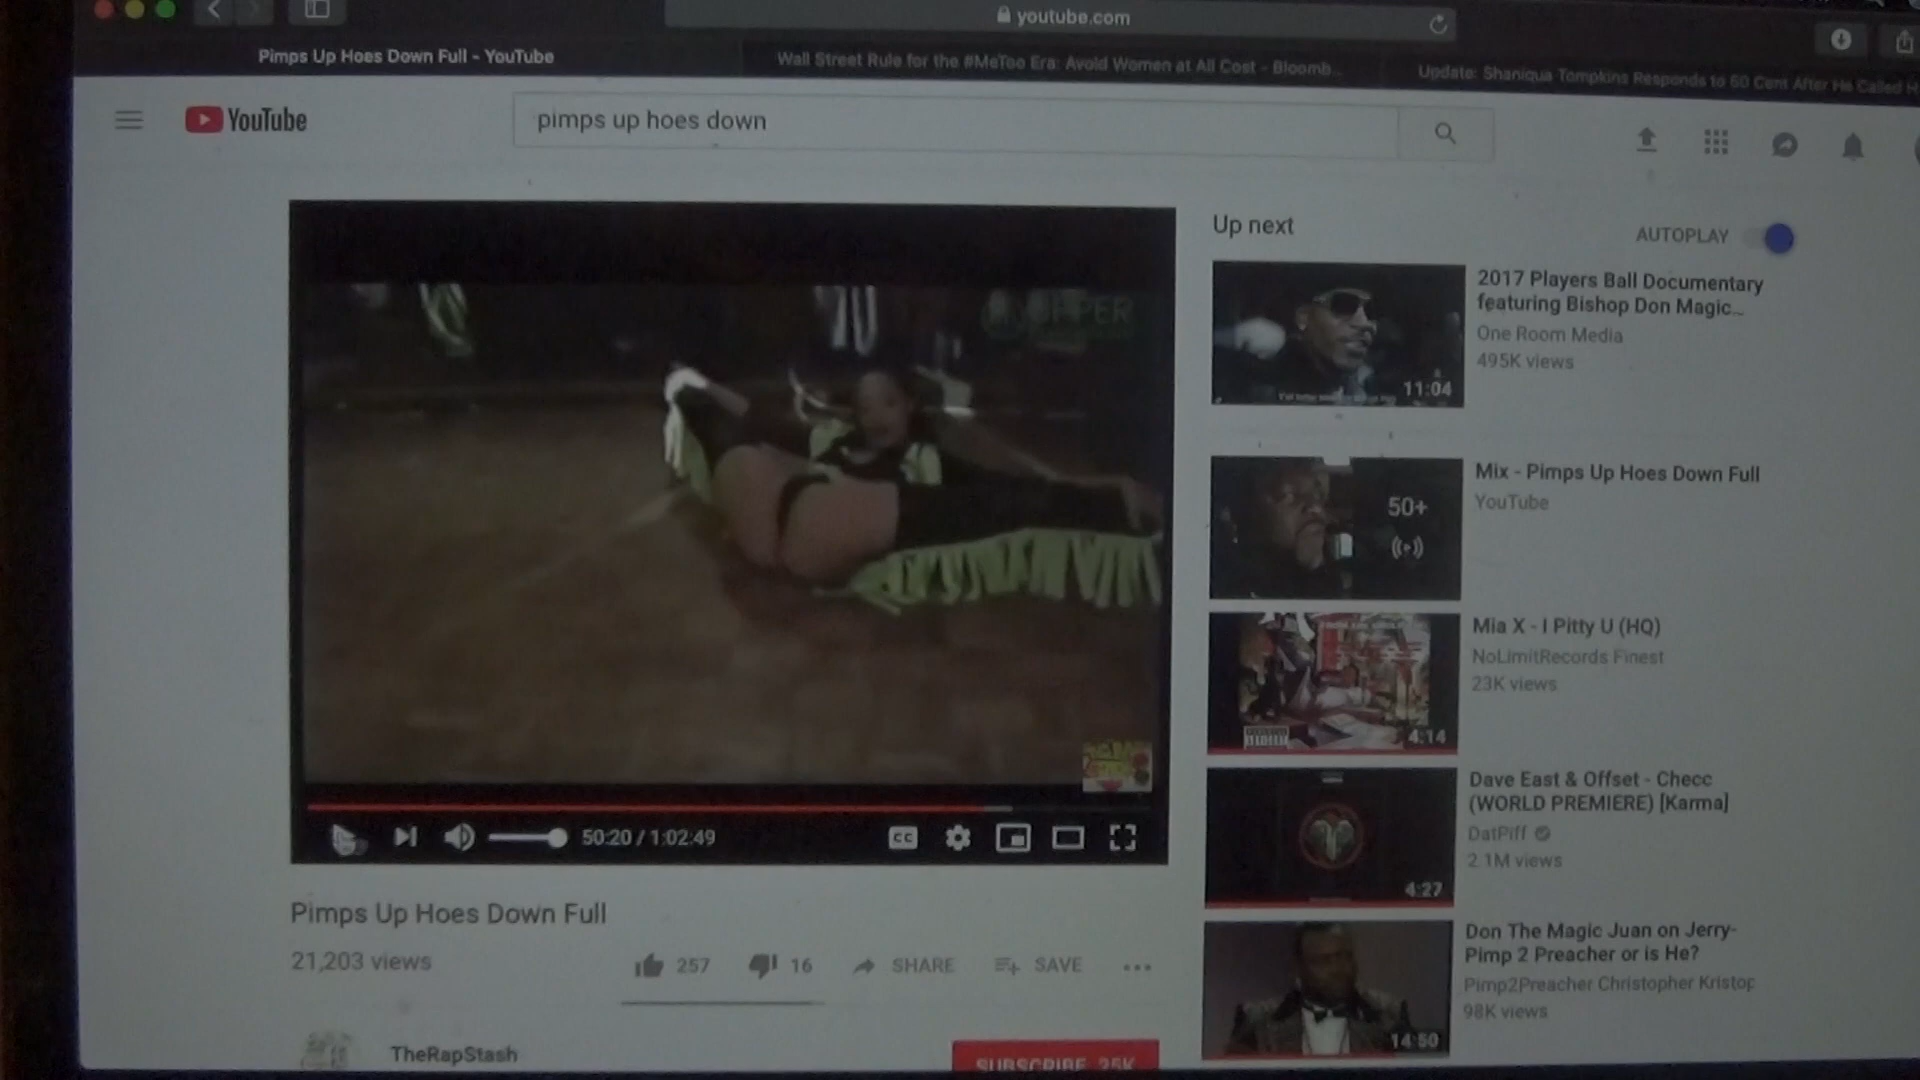 youtube.com
Pimps Up Hoes Down Full - YouTube
Wall Street Rule for the #MeToo Era: Avoid Women at All Cost - Bloomb...
Update: Shaniqua Tompkins Responds to 50 Cent After He Called H
YouTube
pimps up hoes down
Up next
AUTOPLAY
2017 Players Ball Documentary
featuring Bishop Don Magic...
One Room Media
495K views
11:04
Mix - Pimps Up Hoes Down Full
YouTube
50+
Mia X - I Pitty U (HQ)
NoLimitRecords Finest
23K views
4:14
Dave East & Offset - Checc
(WORLD PREMIERE) [Karma]
DatPiff
2.1M views
4:27
Don The Magic Juan on Jerry-
Pimp 2 Preacher or is He?
Pimp2Preacher Christopher Kristop
98K views
14:50
50:20 / 1:02:49
CC
Pimps Up Hoes Down Full
21,203 views
257
16
SHARE
SAVE
TheRapStash
SUBSCRIBE 25K